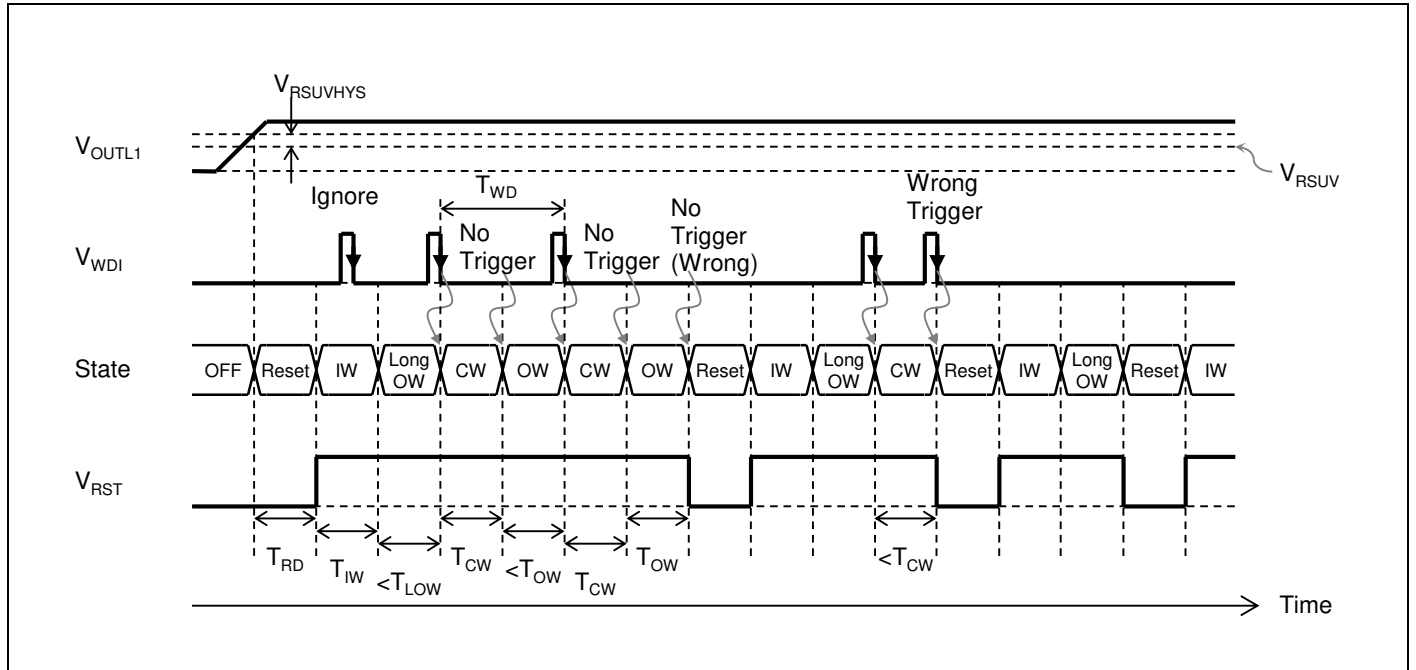 VRSUVHYS
VOUTL1
VRSUV
Ignore
TWD
Wrong
Trigger
No
Trigger
No
Trigger
No
Trigger
(Wrong)
VWDI
State
OFF Reset IW Long OW CW OW CW OW Reset IW Long OW CW Reset IW Long OW Reset IW
VRST
TRD TIW <TLOW TCW <TOW TCW TOW <TCW
Time